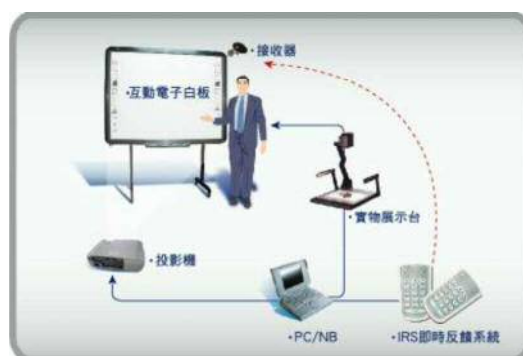 ·接收器
·互動電子白板
·實物展示台
·投影機
·PC/NB
·IRS即時反饋系統